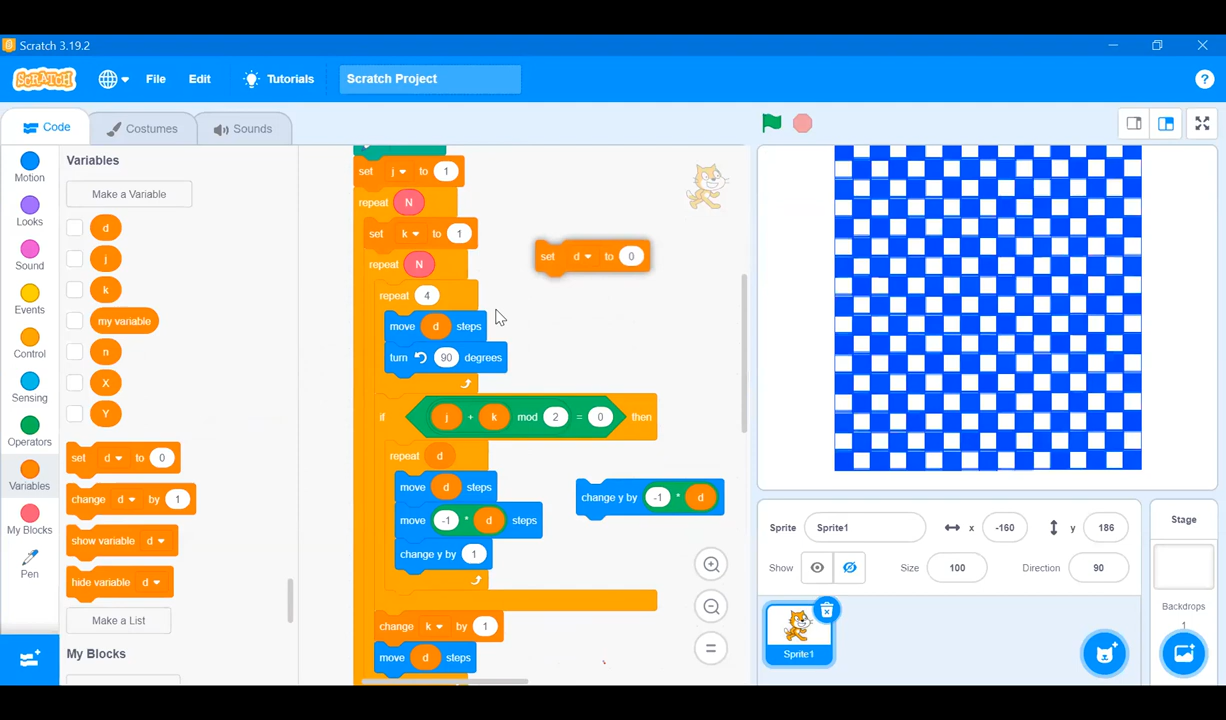 Scratch 3.19.2
SCRATCH File Edit Tutorials Scratch Project ?
Code Costumes Sounds
Motion
Looks
Sound
Events
Control
Sensing
Operators
Variables
My Blocks
Pen
Variables
Make a Variable
d
j
k
my variable
n
X
Y
set d to 0
change d by 1
show variable d
hide variable d
Make a List
My Blocks
set j to 1
repeat N
set k to 1
repeat N
repeat 4
move d steps
turn 90 degrees
if j + k mod 2 = 0 then
repeat d
move d steps
move -1 * d steps
change y by 1
change k by 1
move d steps
set d to 0
change y by -1 * d
Sprite Sprite1 x -160 y 186
Show Size 100 Direction 90
Sprite1
Stage
Backdrops
1